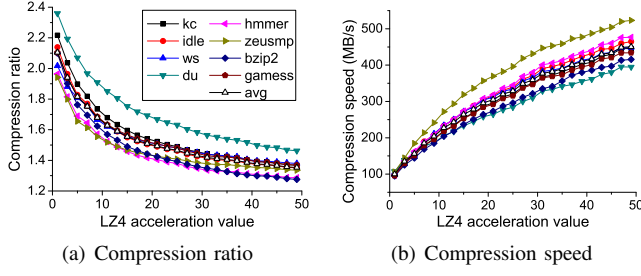 2.4
2.2
2.0
1.8
1.6
1.4
1.2
Compression ratio
kc
idle
ws
du
hmmer
zeusmp
bzip2
gamess
avg
0 10 20 30 40 50
LZ4 acceleration value
(a) Compression ratio
500
400
300
200
100
Compression speed (MB/s)
0 10 20 30 40 50
LZ4 acceleration value
(b) Compression speed